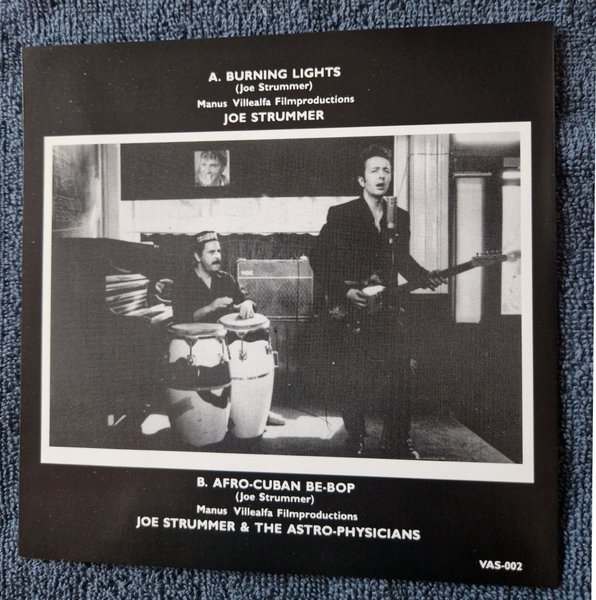 A. BURNING LIGHTS
(Joe Strummer)
Manus Villealfa Filmproductions
JOE STRUMMER
VOX
B. AFRO-CUBAN BE-BOP
(Joe Strummer)
Manus Villealfa Filmproductions
JOE STRUMMER & THE ASTRO-PHYSICIANS
VAS-002